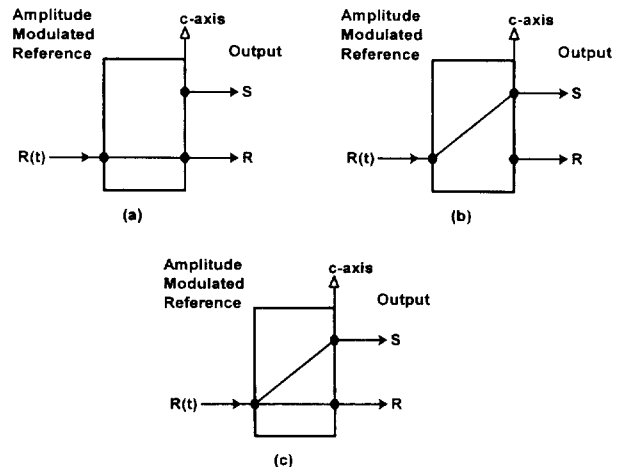 Amplitude
Modulated
Reference
c-axis
Output
S
R(t)
R
(a)
Amplitude
Modulated
Reference
c-axis
Output
S
R(t)
R
(b)
Amplitude
Modulated
Reference
c-axis
Output
S
R(t)
R
(c)